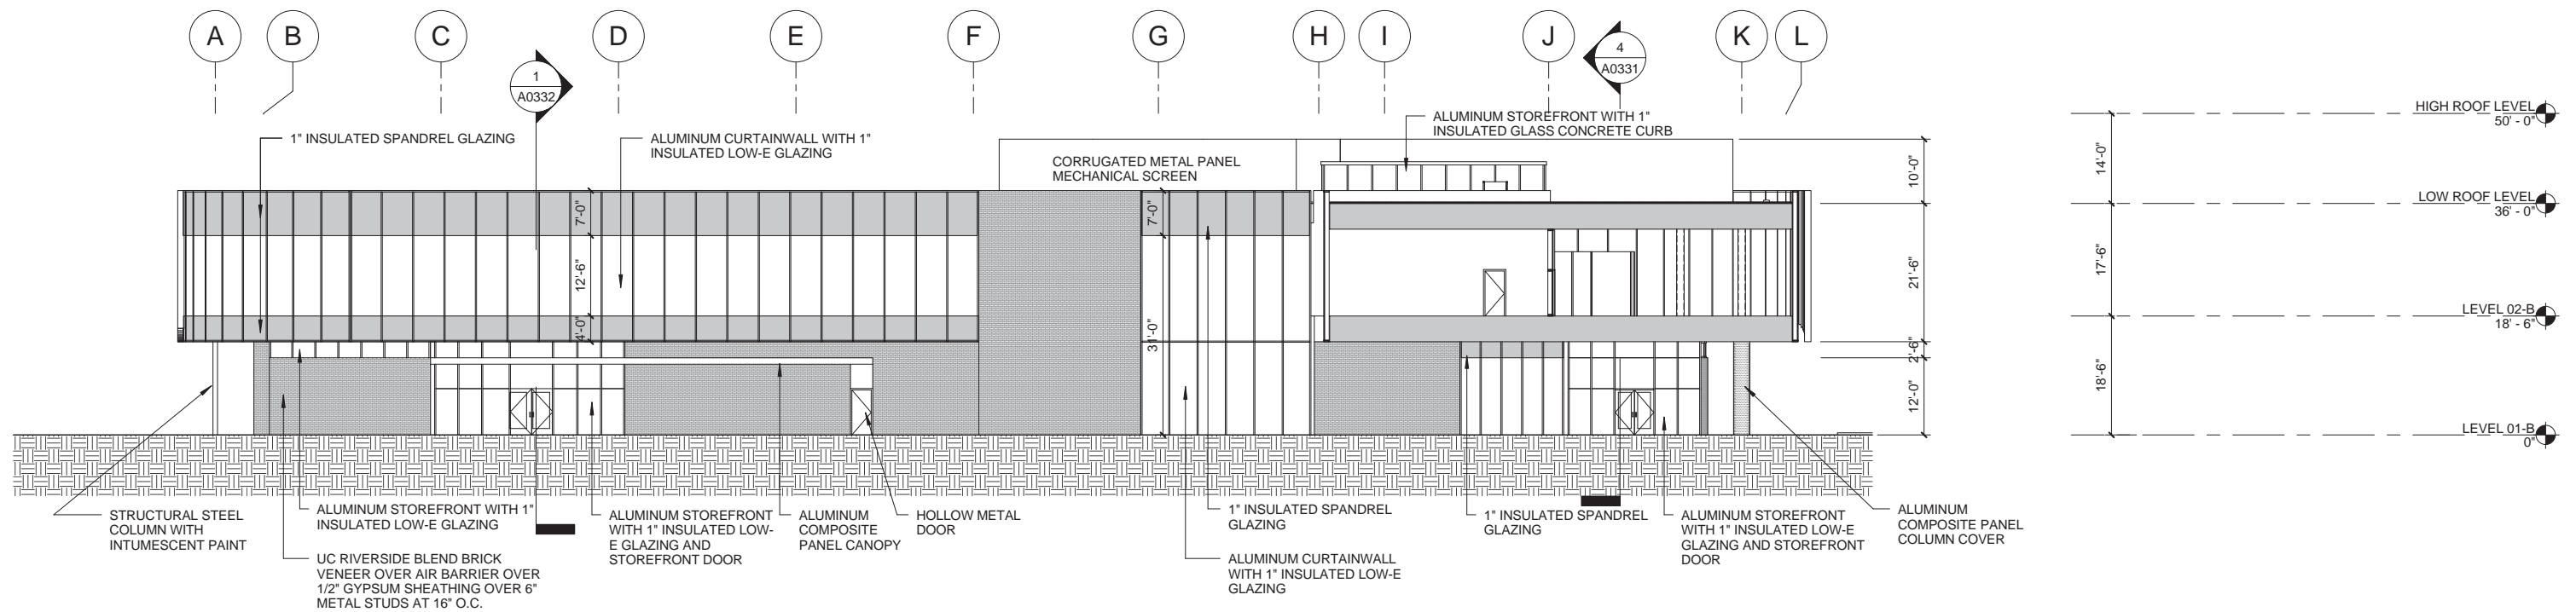 A
B
C
D
E
F
G
H
I
J
K
L
1
A0332
4
A0331
1" INSULATED SPANDREL GLAZING
ALUMINUM CURTAINWALL WITH 1"
INSULATED LOW-E GLAZING
CORRUGATED METAL PANEL
MECHANICAL SCREEN
ALUMINUM STOREFRONT WITH 1"
INSULATED GLASS CONCRETE CURB
7'-0"
12'-6"
4'-0"
7'-0"
31'-0"
10'-0"
21'-6"
2'-6"
12'-0"
14'-0"
17'-6"
18'-6"
HIGH ROOF LEVEL
50' - 0"
LOW ROOF LEVEL
36' - 0"
LEVEL 02-B
18' - 6"
LEVEL 01-B
0"
STRUCTURAL STEEL
COLUMN WITH
INTUMESCENT PAINT
ALUMINUM STOREFRONT WITH 1"
INSULATED LOW-E GLAZING
UC RIVERSIDE BLEND BRICK
VENEER OVER AIR BARRIER OVER
1/2" GYPSUM SHEATHING OVER 6"
METAL STUDS AT 16" O.C.
ALUMINUM STOREFRONT
WITH 1" INSULATED LOW-
E GLAZING AND
STOREFRONT DOOR
ALUMINUM
COMPOSITE
PANEL CANOPY
HOLLOW METAL
DOOR
1" INSULATED SPANDREL
GLAZING
ALUMINUM CURTAINWALL
WITH 1" INSULATED LOW-E
GLAZING
1" INSULATED SPANDREL
GLAZING
ALUMINUM STOREFRONT
WITH 1" INSULATED LOW-E
GLAZING AND STOREFRONT
DOOR
ALUMINUM
COMPOSITE PANEL
COLUMN COVER